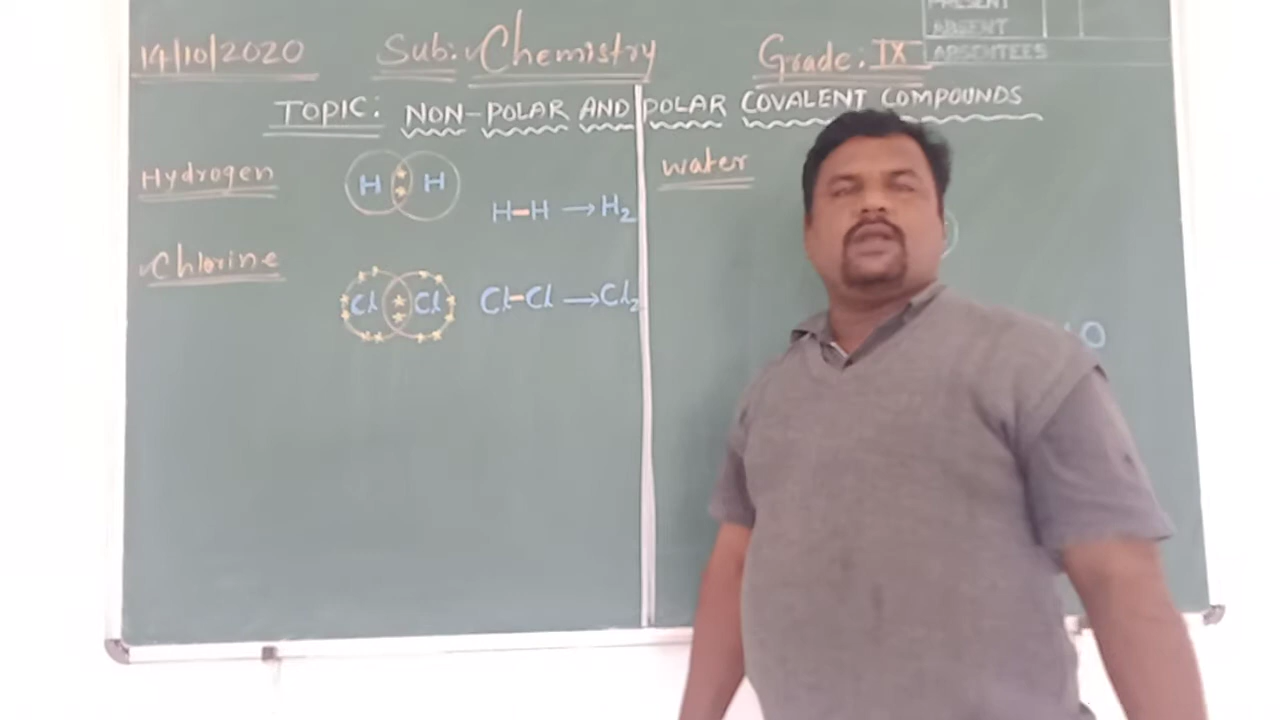 PRESENT
ABSENT
ABSENTEES
14/10/2020 Sub: Chemistry Grade: IX
TOPIC: NON-POLAR AND POLAR COVALENT COMPOUNDS
Hydrogen
H H
H-H → H₂
Chlorine
Cl Cl
Cl-Cl → Cl₂
water
O